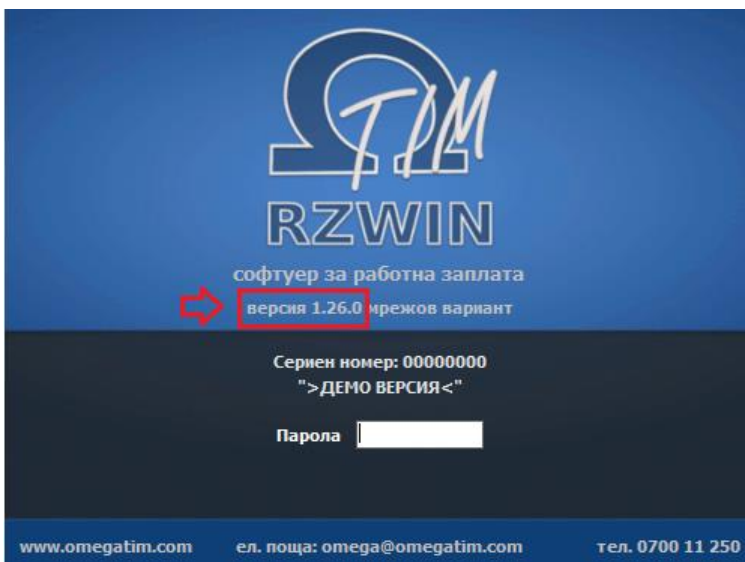 Ω TIM
RZWIN
софтуер за работна заплата
версия 1.26.0 мрежов вариант
Сериен номер: 00000000
">ДЕМО ВЕРСИЯ<"
Парола
www.omegatim.com ел. поща: omega@omegatim.com тел. 0700 11 250